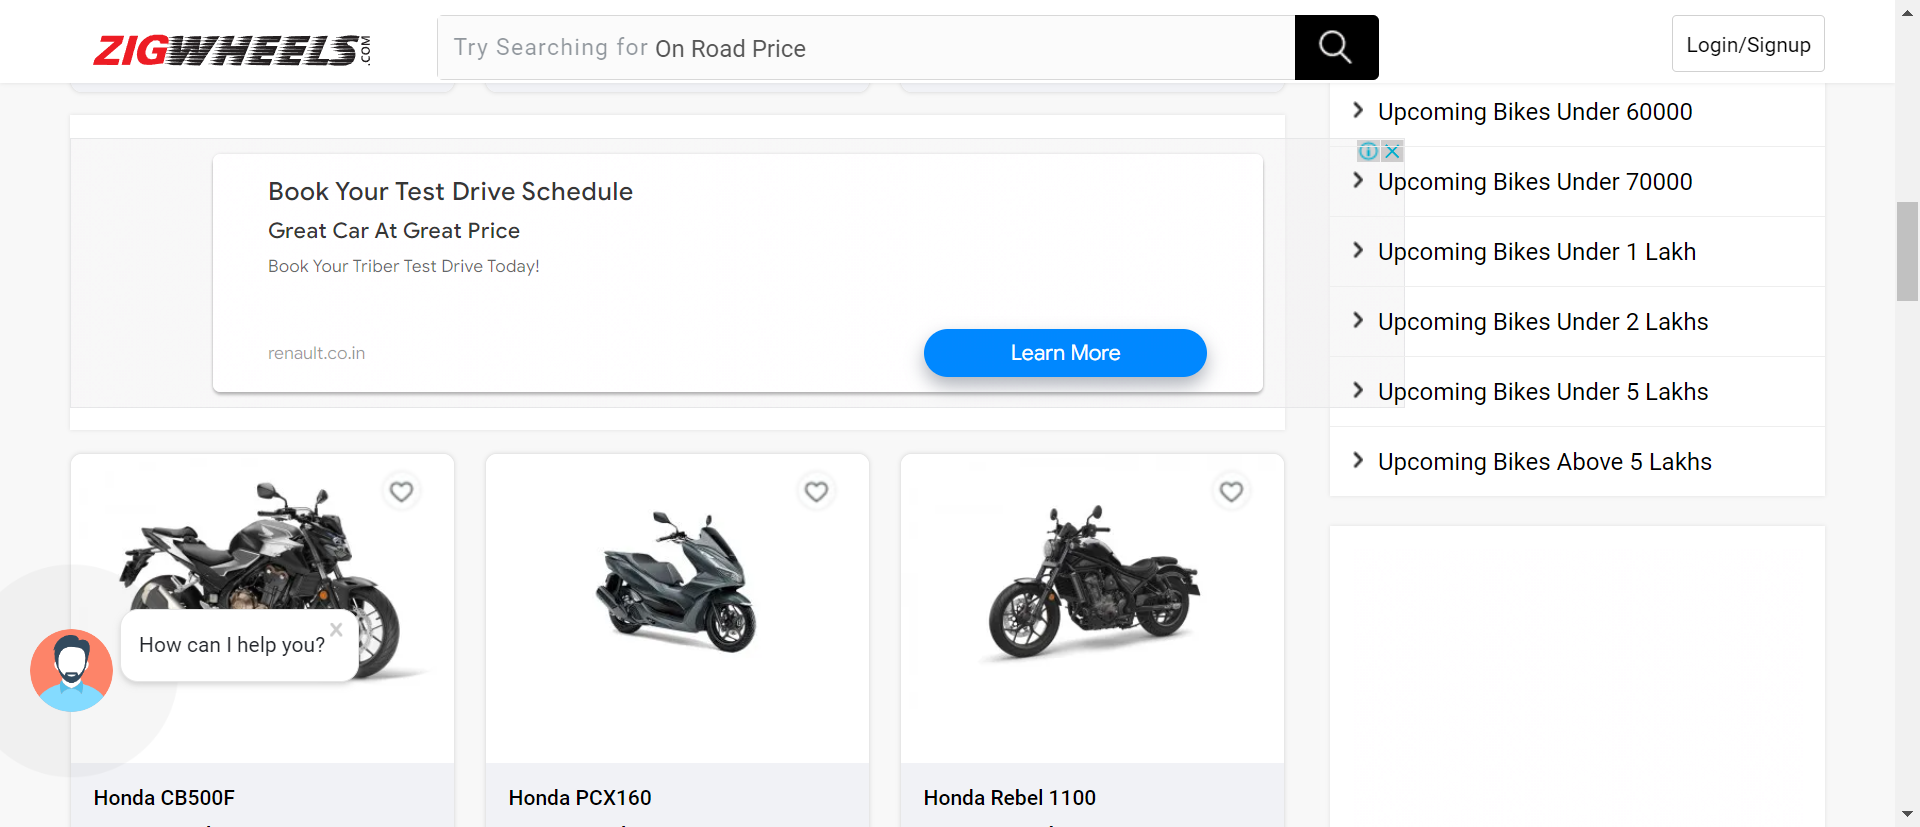 ZIGWHEELS.COM
Try Searching for On Road Price
Login/Signup
Upcoming Bikes Under 60000
Upcoming Bikes Under 70000
Upcoming Bikes Under 1 Lakh
Upcoming Bikes Under 2 Lakhs
Upcoming Bikes Under 5 Lakhs
Upcoming Bikes Above 5 Lakhs
Book Your Test Drive Schedule
Great Car At Great Price
Book Your Triber Test Drive Today!
renault.co.in
Learn More
How can I help you?
Honda CB500F
Honda PCX160
Honda Rebel 1100